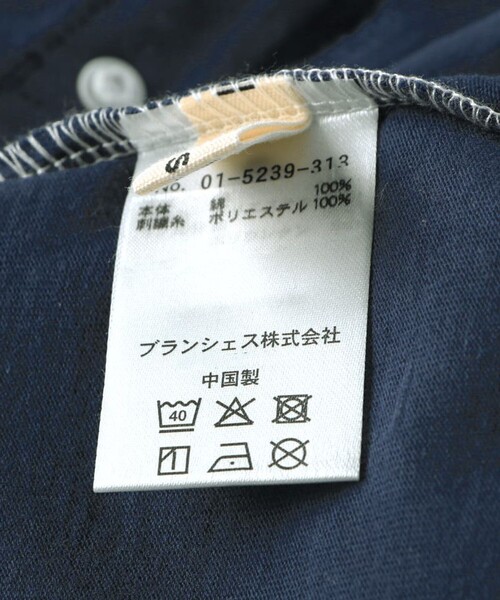 S
No. 01-5239-313
本体 綿 100%
刺繍糸 ポリエステル 100%
ブランシェス株式会社
中国製
40